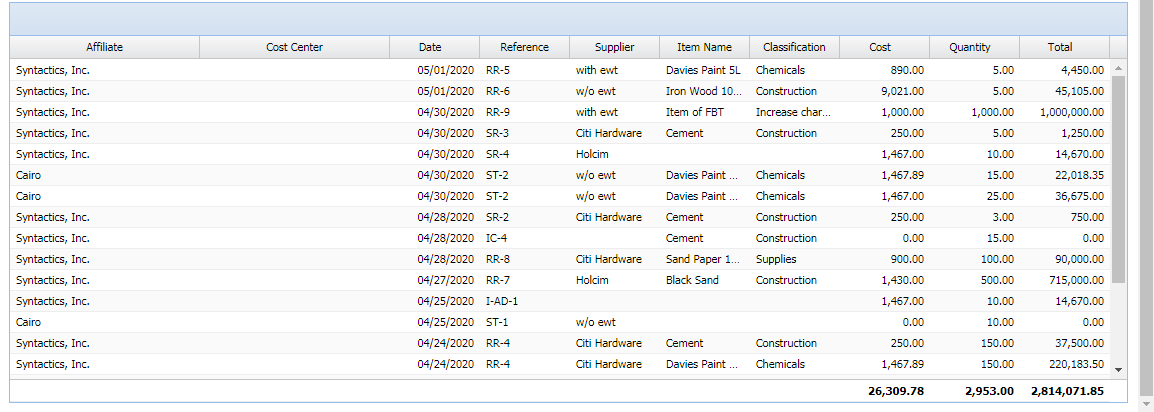 Affiliate Cost Center Date Reference Supplier Item Name Classification Cost Quantity Total
Syntactics, Inc. 05/01/2020 RR-5 with ewt Davies Paint 5L Chemicals 890.00 5.00 4,450.00
Syntactics, Inc. 05/01/2020 RR-6 w/o ewt Iron Wood 10... Construction 9,021.00 5.00 45,105.00
Syntactics, Inc. 04/30/2020 RR-9 with ewt Item of FBT Increase char... 1,000.00 1,000.00 1,000,000.00
Syntactics, Inc. 04/30/2020 SR-3 Citi Hardware Cement Construction 250.00 5.00 1,250.00
Syntactics, Inc. 04/30/2020 SR-4 Holcim 1,467.00 10.00 14,670.00
Cairo 04/30/2020 ST-2 w/o ewt Davies Paint ... Chemicals 1,467.89 15.00 22,018.35
Cairo 04/30/2020 ST-2 w/o ewt Davies Paint ... Chemicals 1,467.00 25.00 36,675.00
Syntactics, Inc. 04/28/2020 SR-2 Citi Hardware Cement Construction 250.00 3.00 750.00
Syntactics, Inc. 04/28/2020 IC-4 Cement Construction 0.00 15.00 0.00
Syntactics, Inc. 04/28/2020 RR-8 Citi Hardware Sand Paper 1... Supplies 900.00 100.00 90,000.00
Syntactics, Inc. 04/27/2020 RR-7 Holcim Black Sand Construction 1,430.00 500.00 715,000.00
Syntactics, Inc. 04/25/2020 I-AD-1 1,467.00 10.00 14,670.00
Cairo 04/25/2020 ST-1 w/o ewt 0.00 10.00 0.00
Syntactics, Inc. 04/24/2020 RR-4 Citi Hardware Cement Construction 250.00 150.00 37,500.00
Syntactics, Inc. 04/24/2020 RR-4 Citi Hardware Davies Paint ... Chemicals 1,467.89 150.00 220,183.50
26,309.78 2,953.00 2,814,071.85